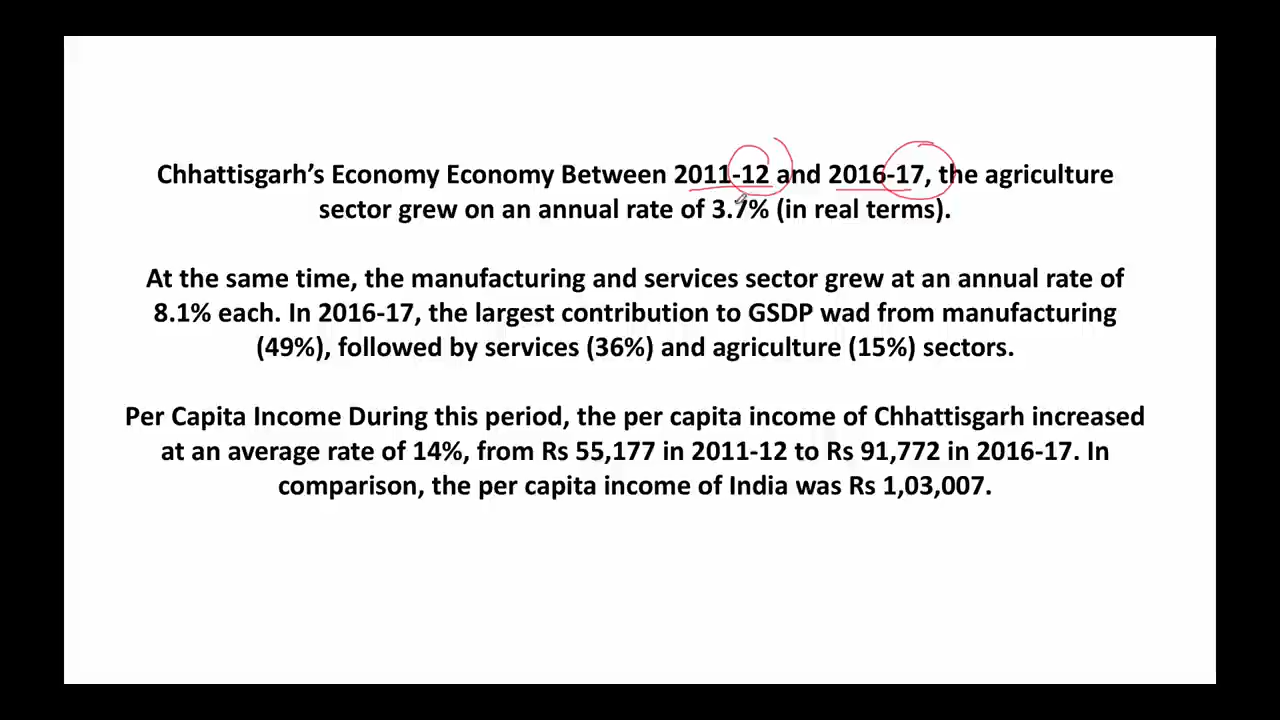 Chhattisgarh’s Economy Economy Between 2011-12 and 2016-17, the agriculture
sector grew on an annual rate of 3.7% (in real terms).
At the same time, the manufacturing and services sector grew at an annual rate of
8.1% each. In 2016-17, the largest contribution to GSDP wad from manufacturing
(49%), followed by services (36%) and agriculture (15%) sectors.
Per Capita Income During this period, the per capita income of Chhattisgarh increased
at an average rate of 14%, from Rs 55,177 in 2011-12 to Rs 91,772 in 2016-17. In
comparison, the per capita income of India was Rs 1,03,007.